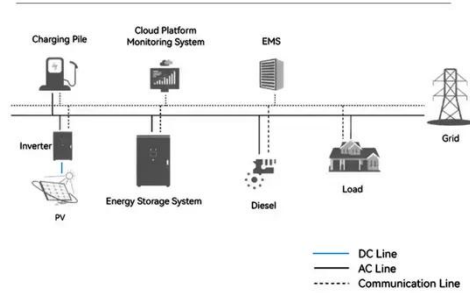 Charging Pile
Cloud Platform
Monitoring System
EMS
Grid
Inverter
PV
Energy Storage System
Diesel
Load
DC Line
AC Line
Communication Line